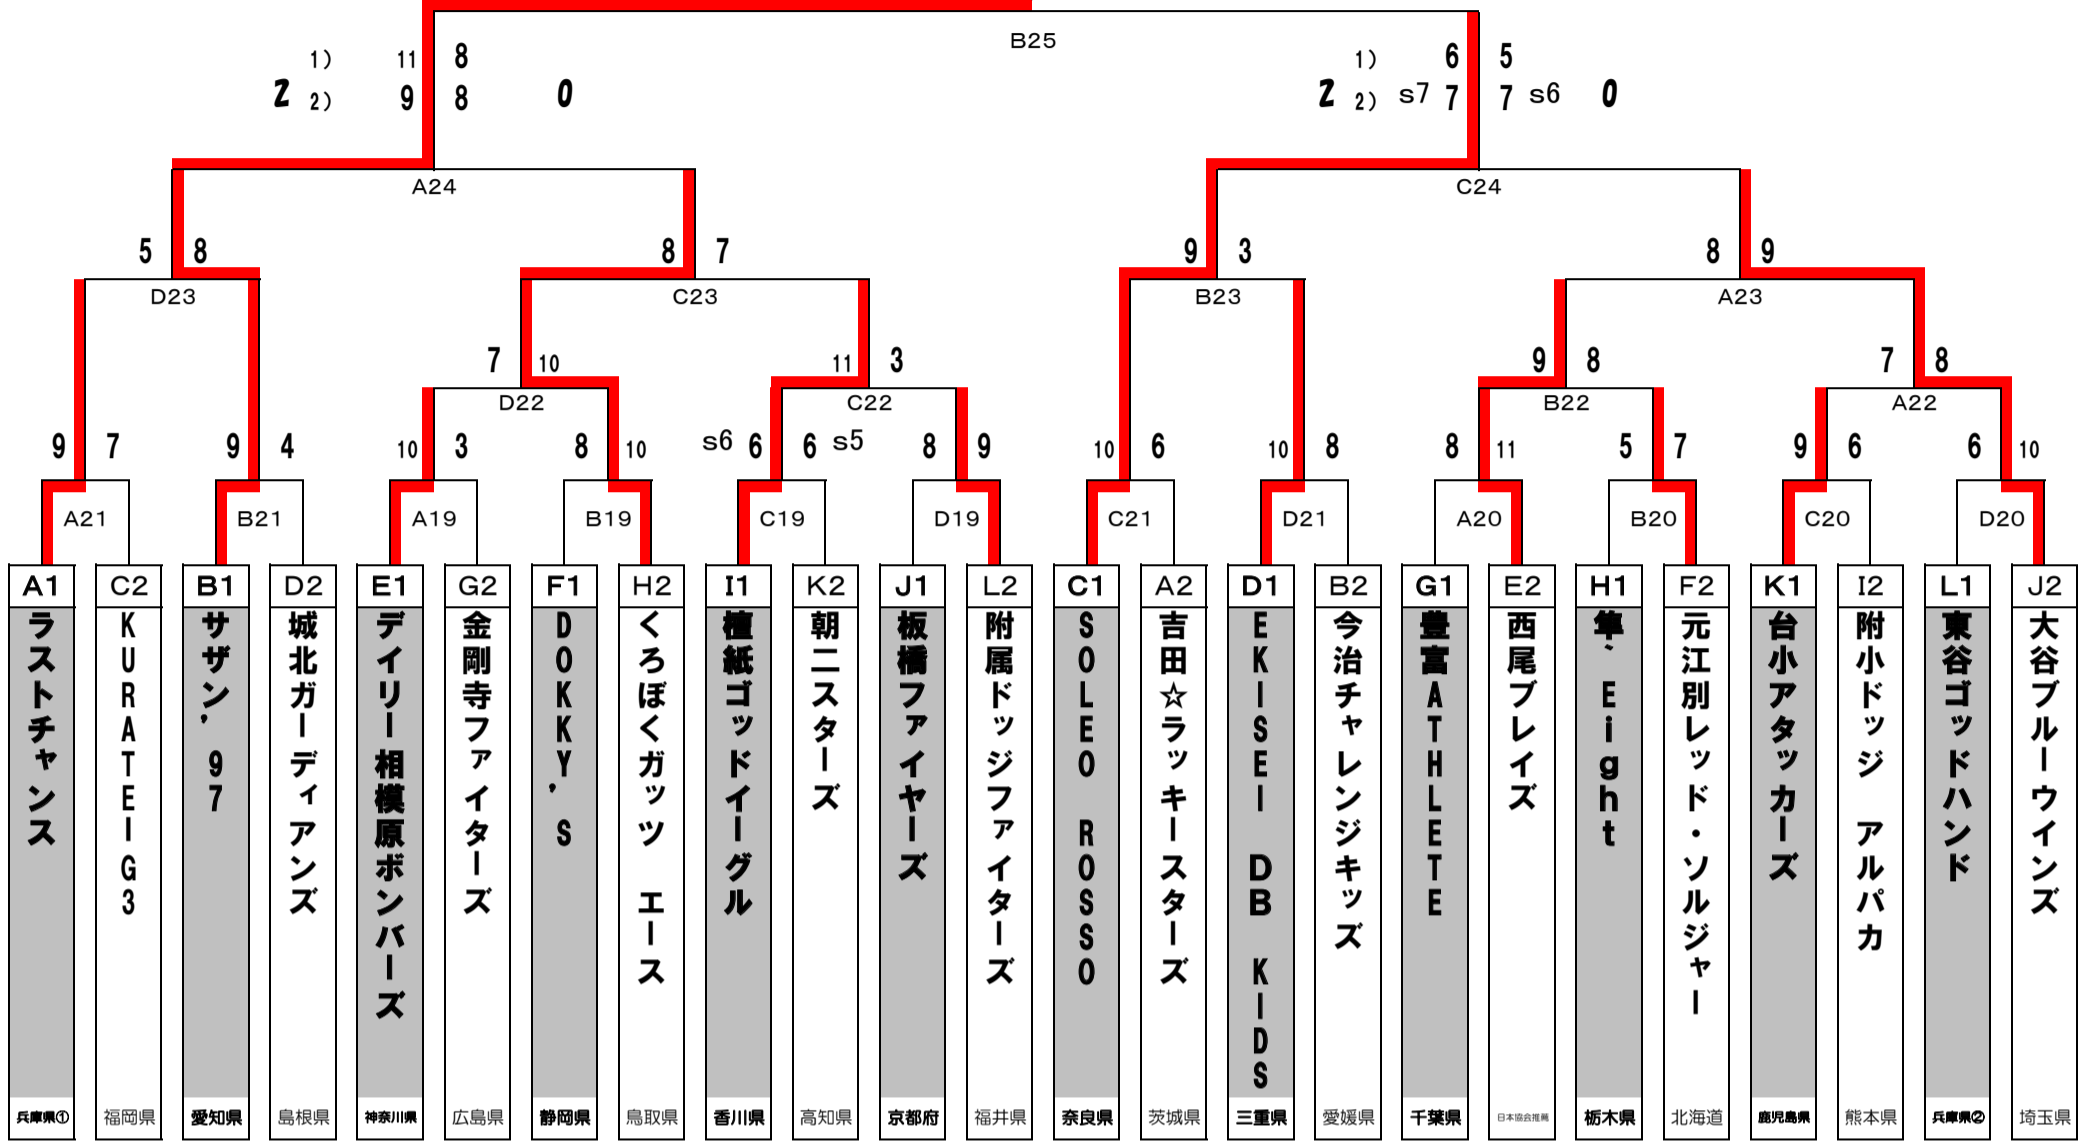 B25
1) 11 8
2 2) 9 8 0
1) 6 5
2 2) s7 7 7 s6 0
A24
C24
5 8
8 7
9 3
8 9
D23
C23
B23
A23
7 10
11 3
9 8
7 8
D22
C22
B22
A22
9 7
9 4
10 3
8 10
s6 6 6 s5
8 9
10 6
10 8
8 11
5 7
9 6
6 10
A21
B21
A19
B19
C19
D19
C21
D21
A20
B20
C20
D20
A1
ラストチャンス
兵庫県①
C2
KURATEIG3
福岡県
B1
サザン’97
愛知県
D2
城北ガーディアンズ
島根県
E1
デイリー相模原ボンバーズ
神奈川県
G2
金剛寺ファイターズ
広島県
F1
DOKKY’S
静岡県
H2
くろぼくガッツ エース
鳥取県
I1
檀紙ゴッドイーグル
香川県
K2
朝二スターズ
高知県
J1
板橋ファイヤーズ
京都府
L2
附属ドッジファイターズ
福井県
C1
SOLEO ROSSO
奈良県
A2
吉田☆ラッキースターズ
茨城県
D1
EKISEI DB KIDS
三重県
B2
今治チャレンジキッズ
愛媛県
G1
豊富ATHLETE
千葉県
E2
西尾ブレイズ
日本協会推薦
H1
隼`Eight
栃木県
F2
元江別レッド・ソルジャー
北海道
K1
台小アタッカーズ
鹿児島県
I2
附小ドッジ アルパカ
熊本県
L1
東谷ゴッドハンド
兵庫県②
J2
大谷ブルーウインズ
埼玉県